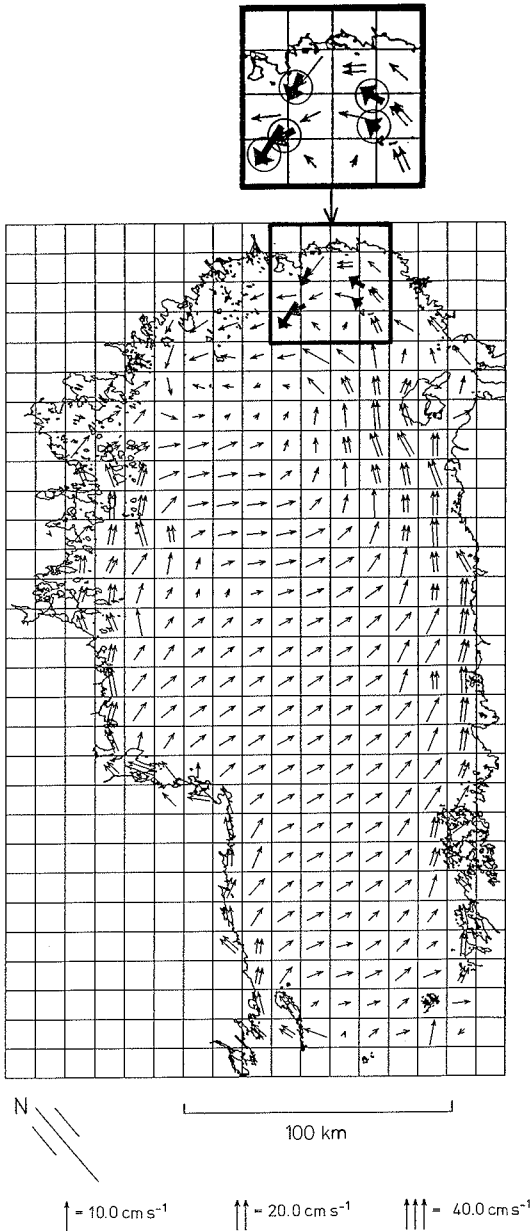 N
100 km
= 10.0 cm s⁻¹
= 20.0 cm s⁻¹
= 40.0 cm s⁻¹